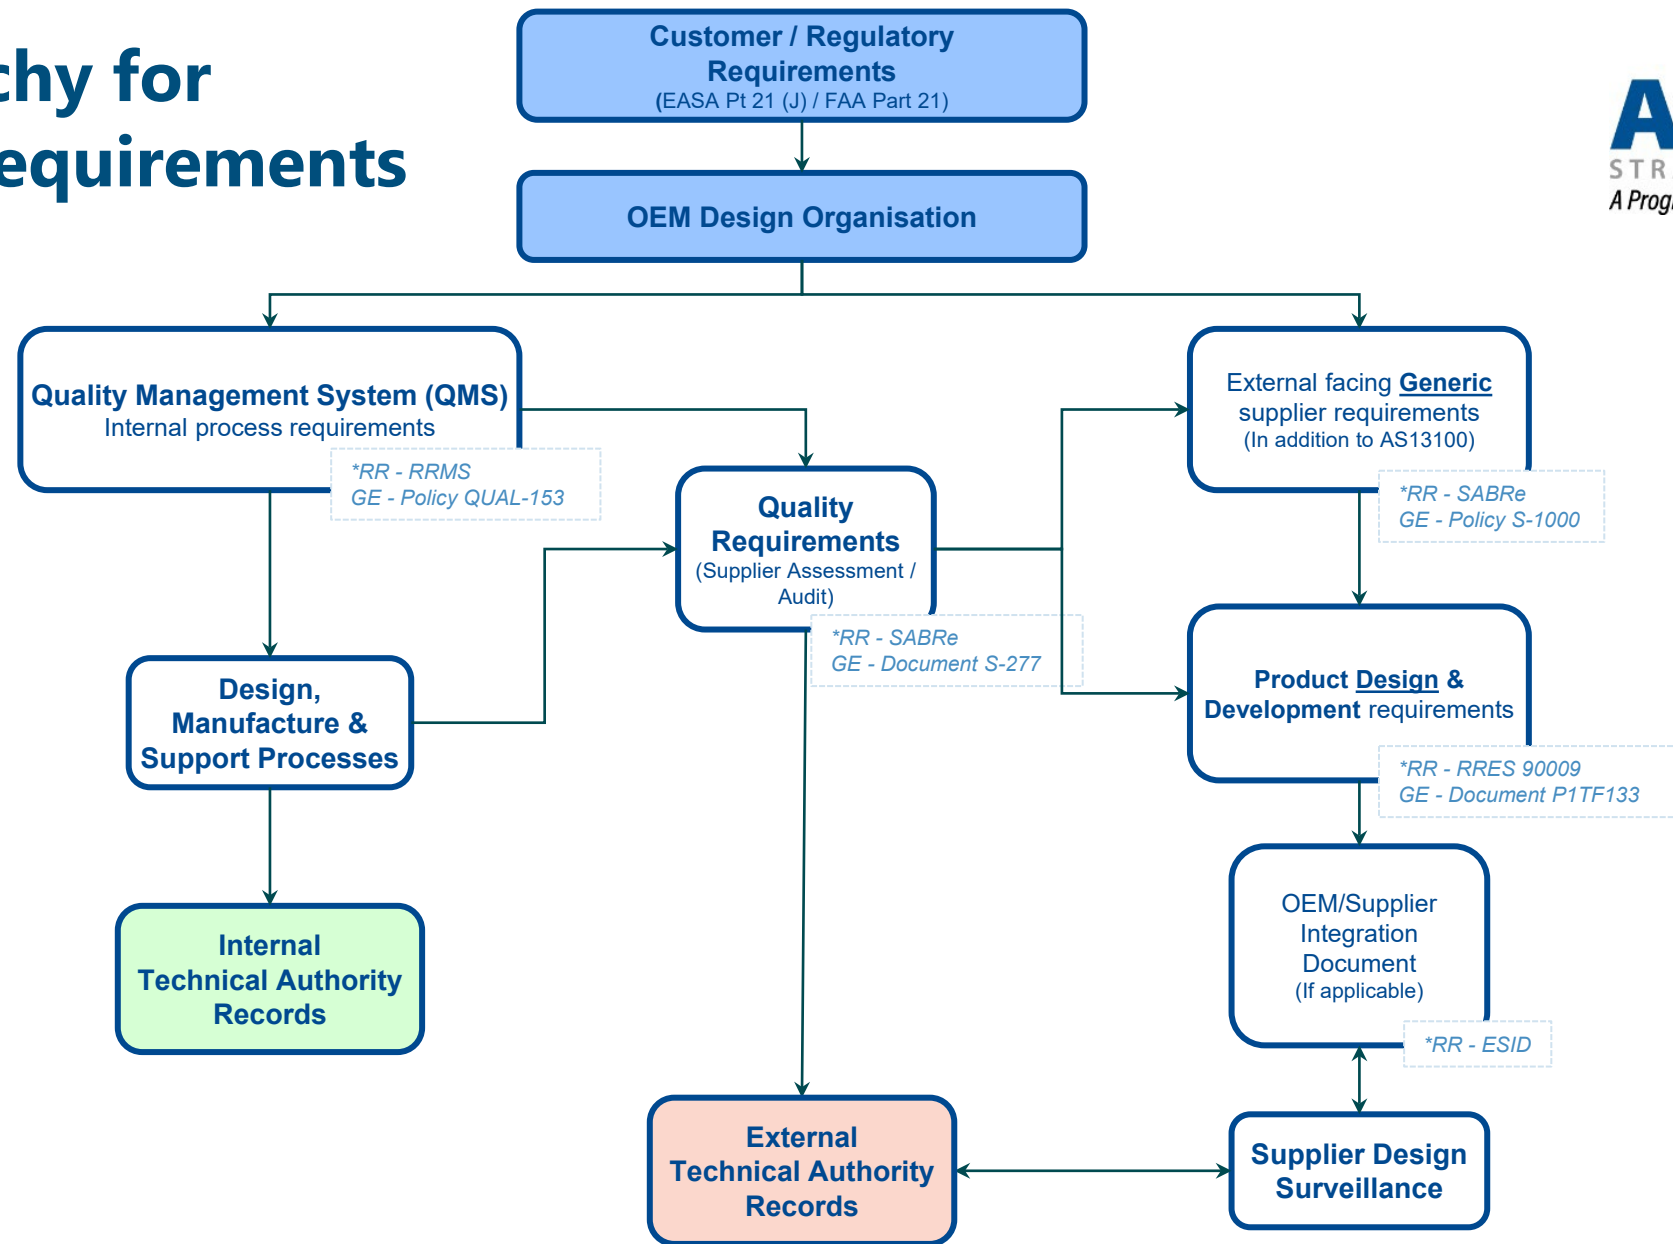 chy for
equirements
Customer / Regulatory
Requirements
(EASA Pt 21 (J) / FAA Part 21)
A
STR
A Prog
OEM Design Organisation
Quality Management System (QMS)
Internal process requirements
*RR - RRMS
GE - Policy QUAL-153
External facing Generic
supplier requirements
(In addition to AS13100)
*RR - SABRe
GE - Policy S-1000
Quality
Requirements
(Supplier Assessment /
Audit)
*RR - SABRe
GE - Document S-277
Design,
Manufacture &
Support Processes
Product Design &
Development requirements
*RR - RRES 90009
GE - Document P1TF133
Internal
Technical Authority
Records
OEM/Supplier
Integration
Document
(If applicable)
*RR - ESID
External
Technical Authority
Records
Supplier Design
Surveillance